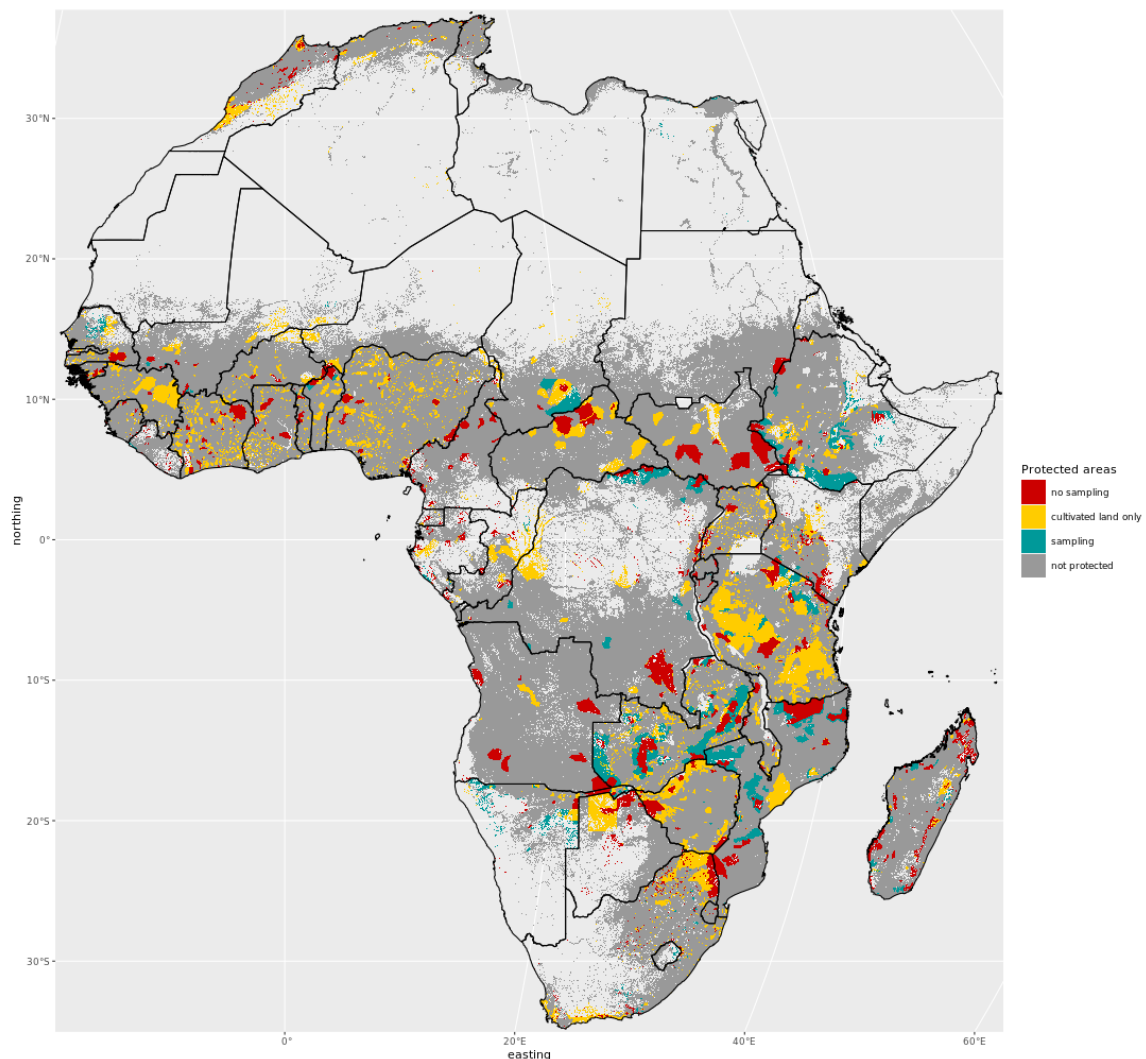 30°N
20°N
10°N
0°
10°S
20°S
30°S
northing
0°
20°E
40°E
60°E
easting
Protected areas
no sampling
cultivated land only
sampling
not protected